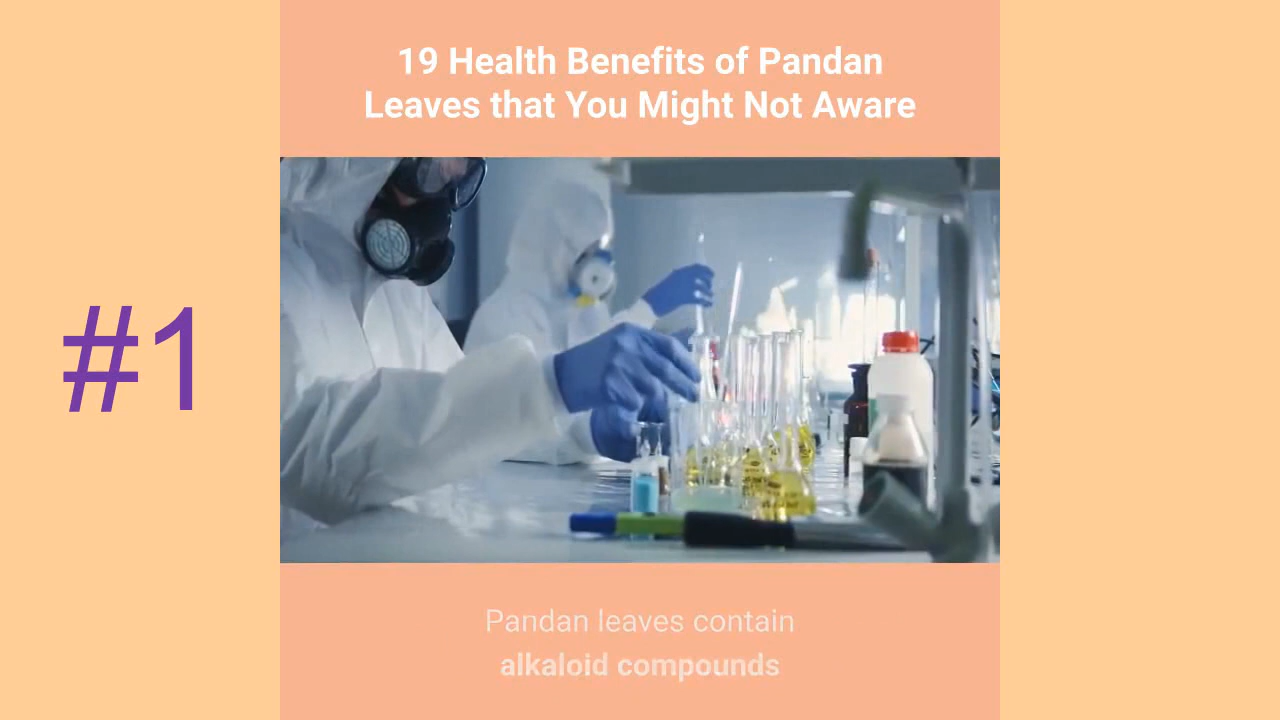 19 Health Benefits of Pandan
Leaves that You Might Not Aware
#1
Pandan leaves contain
alkaloid compounds